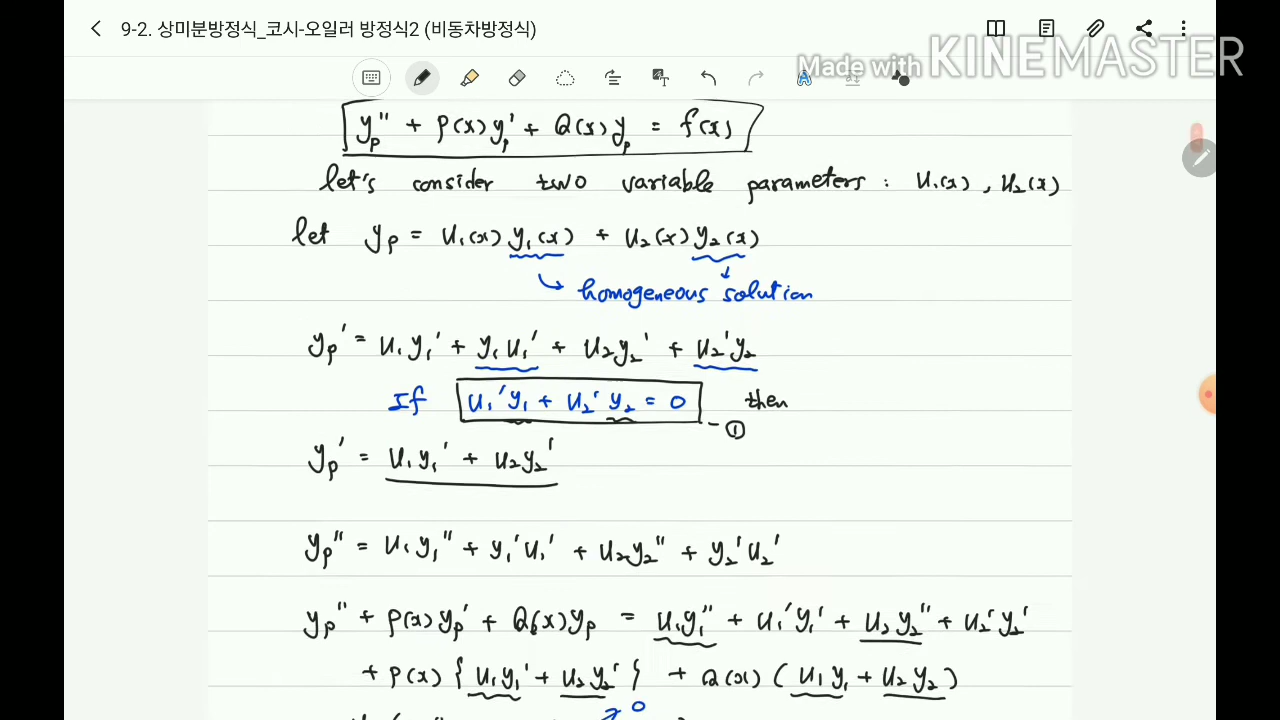 9-2. 상미분방정식_코시-오일러 방정식2 (비동차방정식)
Made with KINEMASTER
yp'' + P(x)yp' + Q(x)yp = f(x)
let's consider two variable parameters : u₁(x), u₂(x)
let yp = u₁(x) y₁(x) + u₂(x) y₂(x)
homogeneous solution
yp' = u₁y₁' + y₁u₁' + u₂y₂' + u₂'y₂
If u₁'y₁ + u₂'y₂ = 0 then
- ①
yp' = u₁y₁' + u₂y₂'
yp'' = u₁y₁'' + y₁'u₁' + u₂y₂'' + y₂'u₂'
yp'' + P(x)yp' + Q(x)yp = u₁y₁'' + u₁'y₁' + u₂y₂'' + u₂'y₂'
+ P(x) { u₁y₁' + u₂y₂' } + Q(x) ( u₁y₁ + u₂y₂ )
0